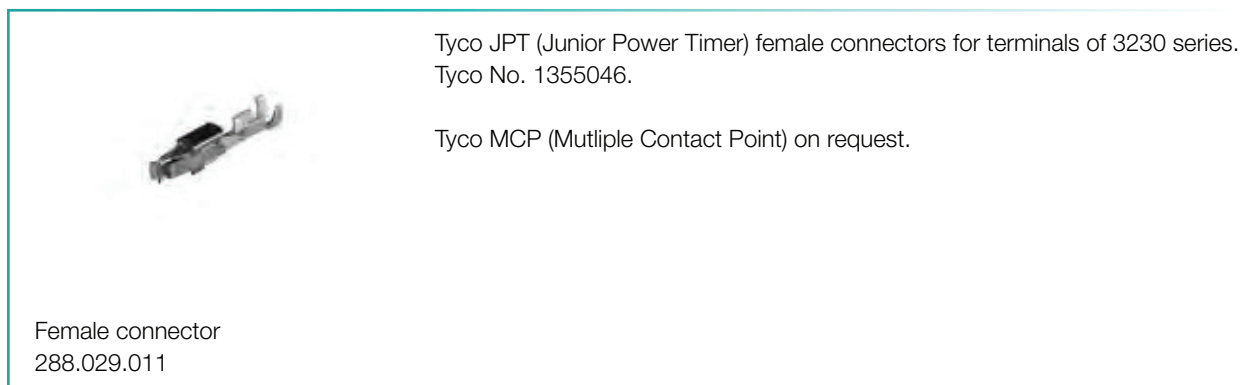 Tyco JPT (Junior Power Timer) female connectors for terminals of 3230 series.
Tyco No. 1355046.
Tyco MCP (Mutliple Contact Point) on request.
Female connector
288.029.011